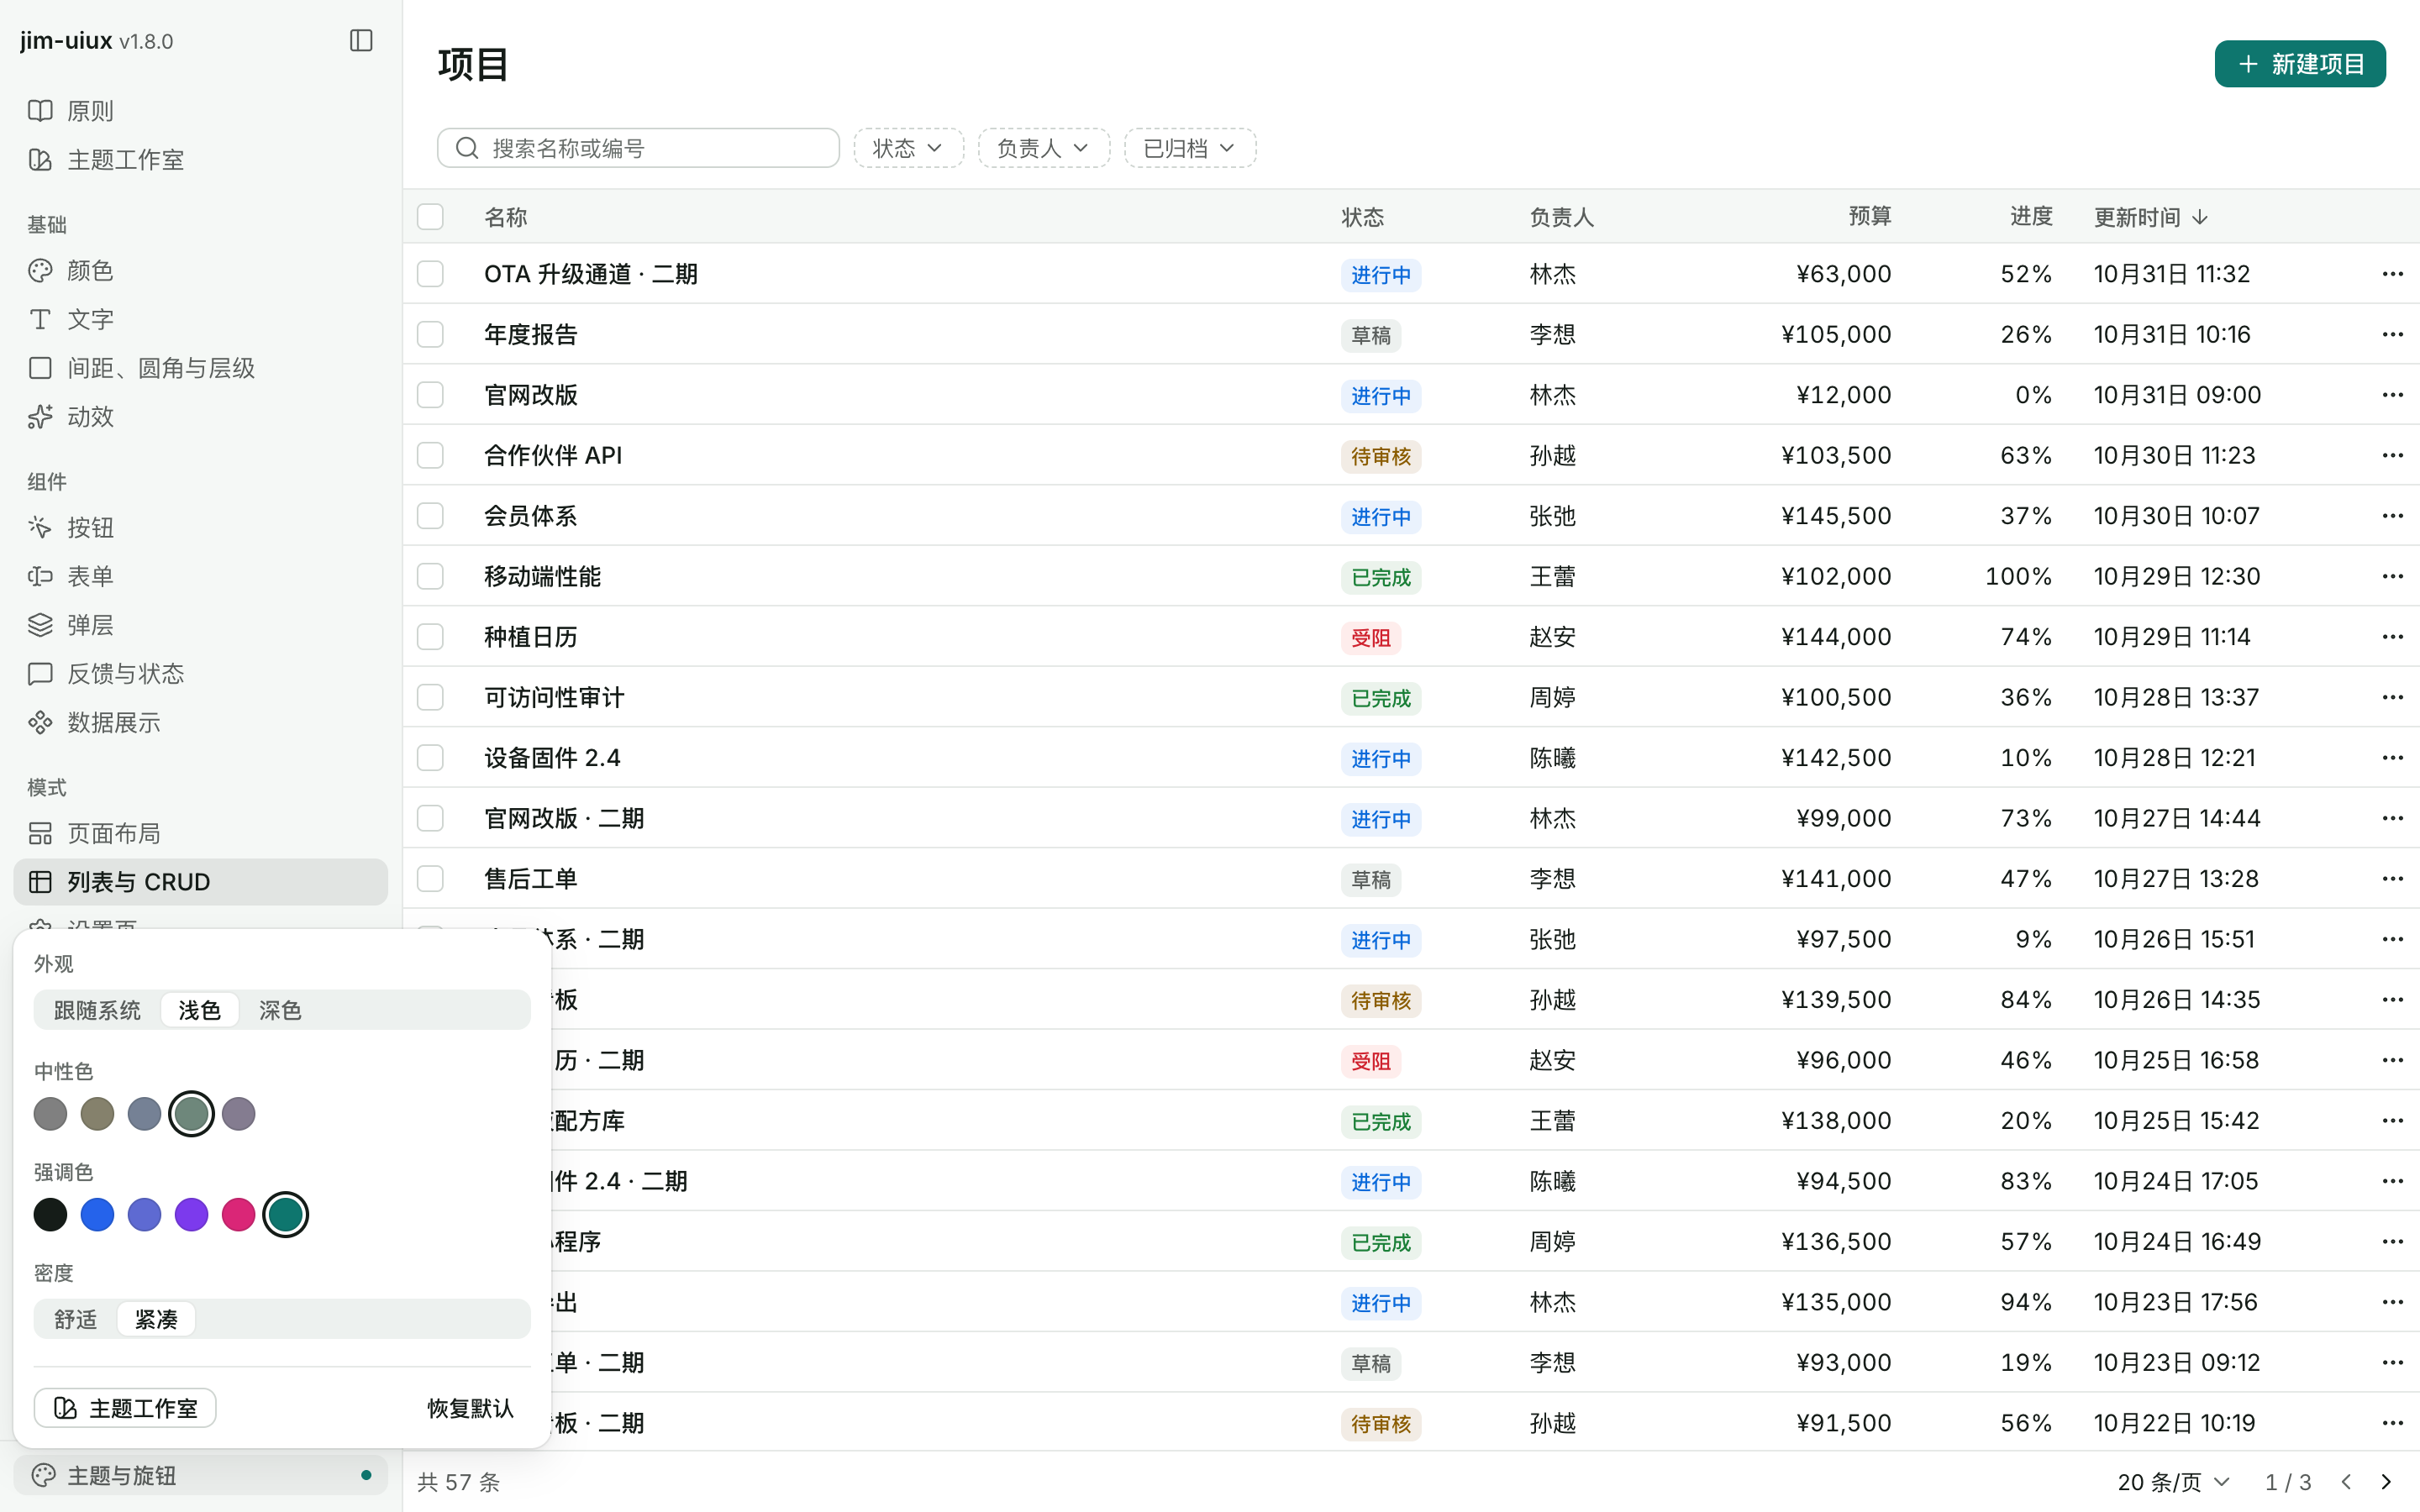 jim-uiux v1.8.0
原则
主题工作室
基础
颜色
文字
间距、圆角与层级
动效
组件
按钮
表单
弹层
反馈与状态
数据展示
模式
页面布局
列表与 CRUD
外观
跟随系统 浅色 深色
中性色
强调色
密度
舒适 紧凑
主题工作室 恢复默认
主题与旋钮
项目
新建项目
搜索名称或编号 状态 负责人 已归档
名称 状态 负责人 预算 进度 更新时间
OTA 升级通道 · 二期 进行中 林杰 ¥63,000 52% 10月31日 11:32
年度报告 草稿 李想 ¥105,000 26% 10月31日 10:16
官网改版 进行中 林杰 ¥12,000 0% 10月31日 09:00
合作伙伴 API 待审核 孙越 ¥103,500 63% 10月30日 11:23
会员体系 进行中 张弛 ¥145,500 37% 10月30日 10:07
移动端性能 已完成 王蕾 ¥102,000 100% 10月29日 12:30
种植日历 受阻 赵安 ¥144,000 74% 10月29日 11:14
可访问性审计 已完成 周婷 ¥100,500 36% 10月28日 13:37
设备固件 2.4 进行中 陈曦 ¥142,500 10% 10月28日 12:21
官网改版 · 二期 进行中 林杰 ¥99,000 73% 10月27日 14:44
售后工单 草稿 李想 ¥141,000 47% 10月27日 13:28
系 · 二期 进行中 张弛 ¥97,500 9% 10月26日 15:51
板 待审核 孙越 ¥139,500 84% 10月26日 14:35
历 · 二期 受阻 赵安 ¥96,000 46% 10月25日 16:58
配方库 已完成 王蕾 ¥138,000 20% 10月25日 15:42
件 2.4 · 二期 进行中 陈曦 ¥94,500 83% 10月24日 17:05
程序 已完成 周婷 ¥136,500 57% 10月24日 16:49
出 进行中 林杰 ¥135,000 94% 10月23日 17:56
单 · 二期 草稿 李想 ¥93,000 19% 10月23日 09:12
板 · 二期 待审核 孙越 ¥91,500 56% 10月22日 10:19
共 57 条 20 条/页 1 / 3